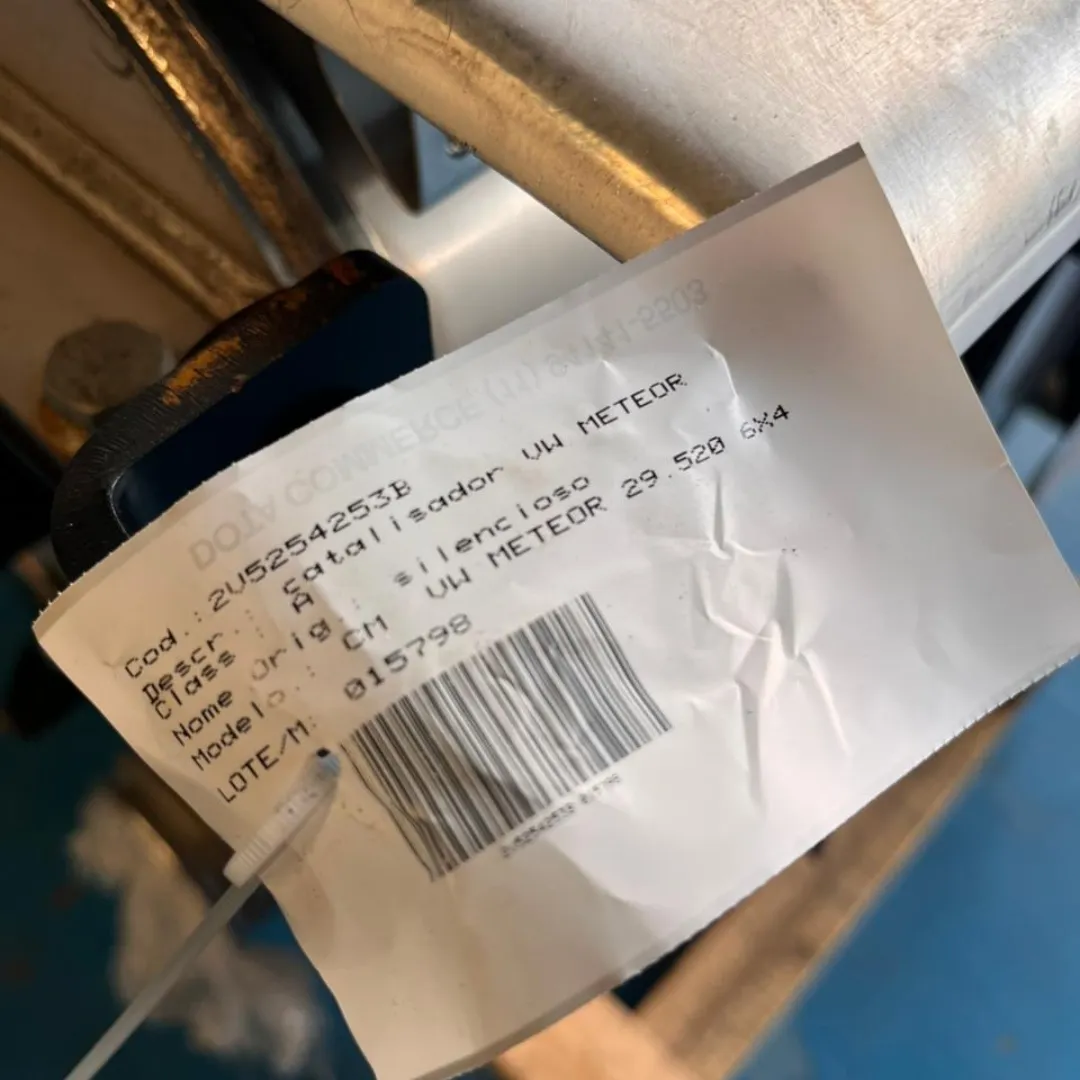 Cod.: 2V5254253B
Descr.: Catalisador VW METEOR
Class : A
Nome Orig.: silencioso
Modelo.: CM VW METEOR 29.520 6X4
LOTE/M: 015798